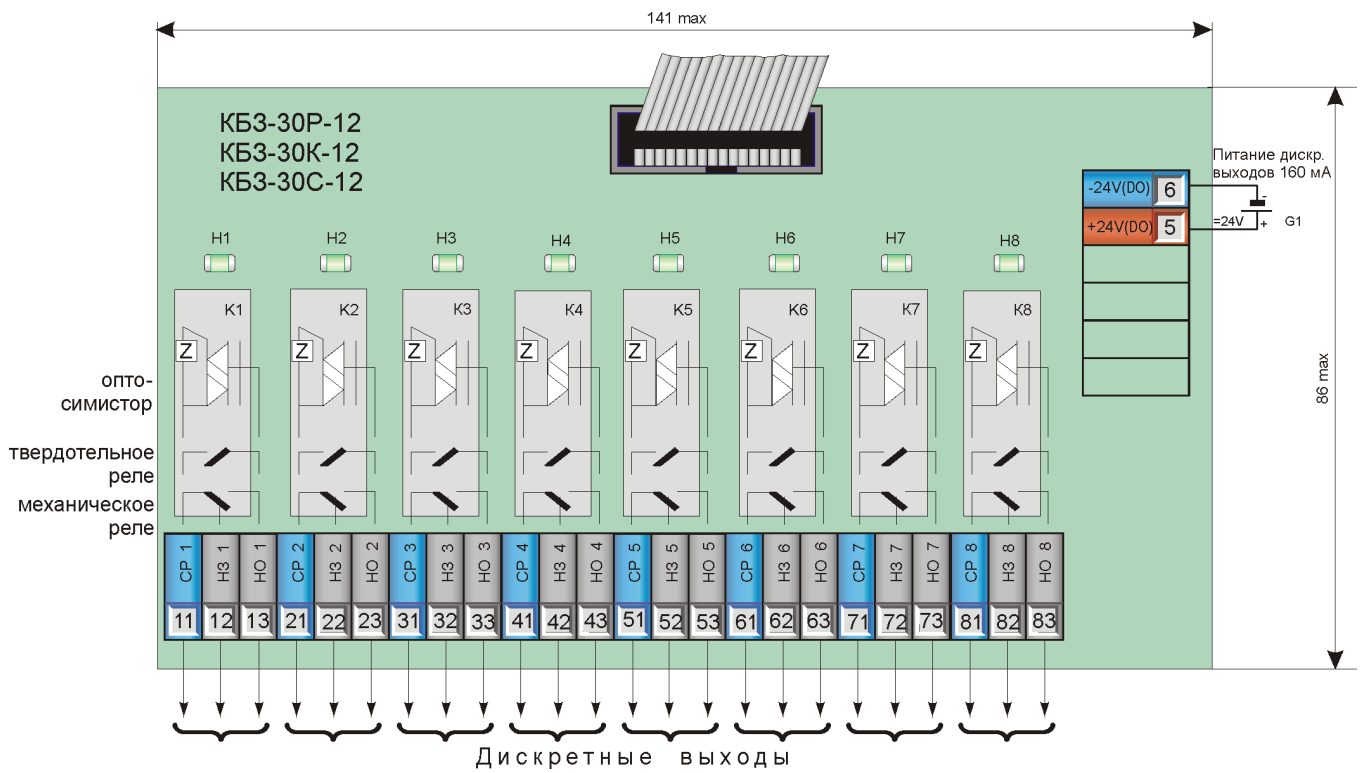 141 max
КБЗ-30Р-12
КБЗ-30К-12
КБЗ-30С-12
Питание дискр.
выходов 160 мА
-24V(DO) 6
-
=24V + G1
+24V(DO) 5
86 max
H1 H2 H3 H4 H5 H6 H7 H8
K1 K2 K3 K4 K5 K6 K7 K8
Z Z Z Z Z Z Z Z
опто-
симистор
твердотельное
реле
механическое
реле
СР 1 НЗ 1 НО 1 СР 2 НЗ 2 НО 2 СР 3 НЗ 3 НО 3 СР 4 НЗ 4 НО 4 СР 5 НЗ 5 НО 5 СР 6 НЗ 6 НО 6 СР 7 НЗ 7 НО 7 СР 8 НЗ 8 НО 8
11 12 13 21 22 23 31 32 33 41 42 43 51 52 53 61 62 63 71 72 73 81 82 83
Дискретные выходы